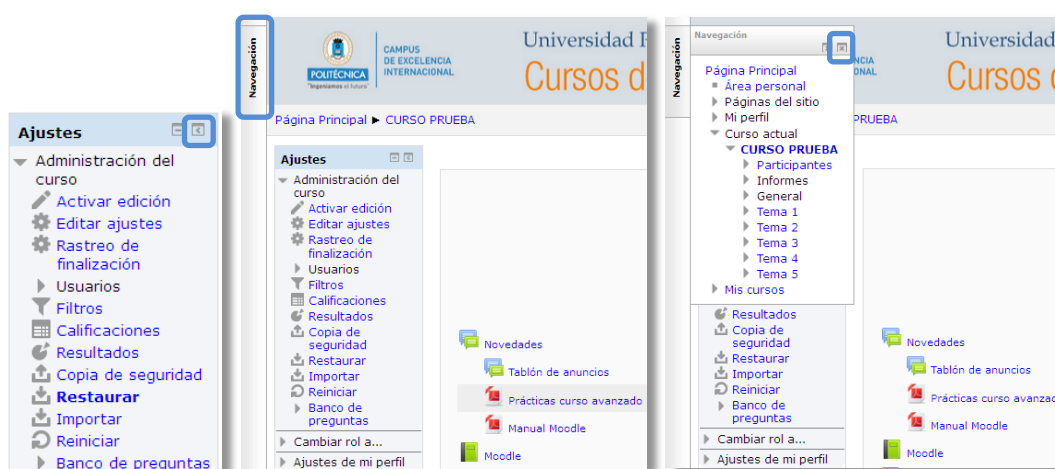 Ajustes
Administración del
curso
Activar edición
Editar ajustes
Rastreo de
finalización
Usuarios
Filtros
Calificaciones
Resultados
Copia de seguridad
Restaurar
Importar
Reiniciar
Banco de preguntas
Navegación
POLITÉCNICA
"Ingeniamos el futuro"
CAMPUS
DE EXCELENCIA
INTERNACIONAL
Universidad P
Cursos d
Página Principal ► CURSO PRUEBA
Ajustes
Administración del
curso
Activar edición
Editar ajustes
Rastreo de
finalización
Usuarios
Filtros
Calificaciones
Resultados
Copia de
seguridad
Restaurar
Importar
Reiniciar
Banco de
preguntas
Cambiar rol a...
Ajustes de mi perfil
Novedades
Tablón de anuncios
Prácticas curso avanzado
Manual Moodle
Moodle
Navegación
Navegación
Página Principal
Área personal
Páginas del sitio
Mi perfil
Curso actual
CURSO PRUEBA
Participantes
Informes
General
Tema 1
Tema 2
Tema 3
Tema 4
Tema 5
Mis cursos
NCIA
ONAL
Universidad
Cursos
PRUEBA
Resultados
Copia de
seguridad
Restaurar
Importar
Reiniciar
Banco de
preguntas
Cambiar rol a...
Ajustes de mi perfil
Novedades
Tablón de anuncios
Prácticas curso avanzad
Manual Moodle
Moodle